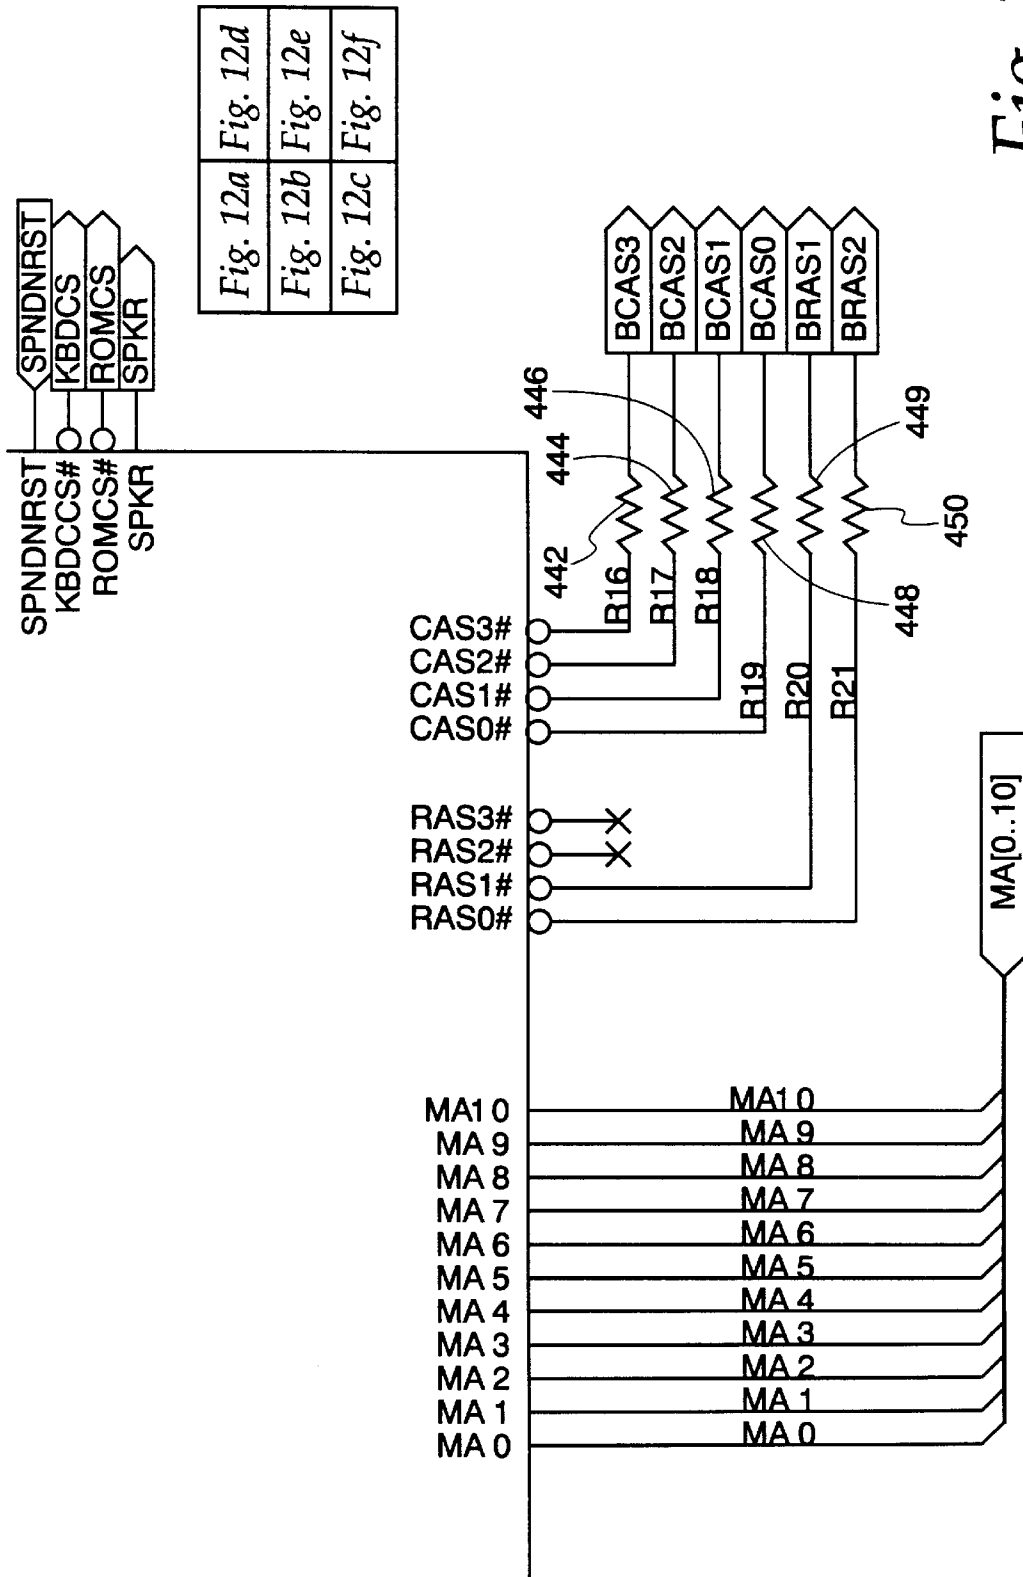 Fig. 12a Fig. 12d
Fig. 12b Fig. 12e
Fig. 12c Fig. 12f
SPNDNRST SPNDNRST
KBDCCS# KBDCS
ROMCS# ROMCS
SPKR SPKR
CAS3#
CAS2#
CAS1#
CAS0#
RAS3#
RAS2#
RAS1#
RAS0#
442
444
446
R16 BCAS3
R17 BCAS2
R18 BCAS1
R19 BCAS0
R20 BRAS1
R21 BRAS2
448
449
450
MA10 MA10
MA9 MA9
MA8 MA8
MA7 MA7
MA6 MA6
MA5 MA5
MA4 MA4
MA3 MA3
MA2 MA2
MA1 MA1
MA0 MA0
MA[0..10]
Fig.